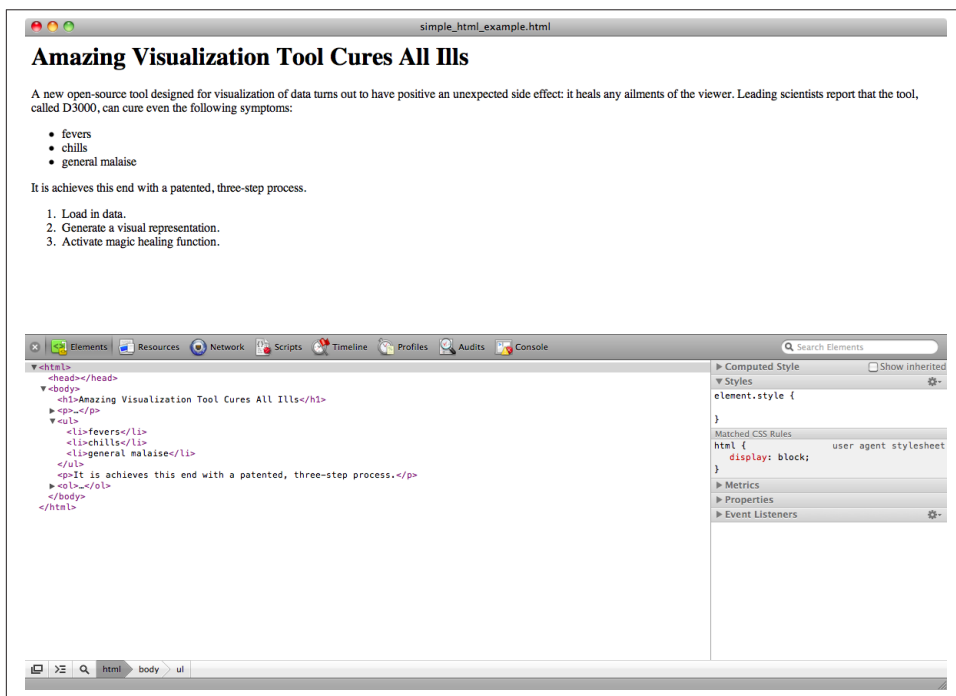 simple_html_example.html
Amazing Visualization Tool Cures All Ills
A new open-source tool designed for visualization of data turns out to have positive an unexpected side effect: it heals any ailments of the viewer. Leading scientists report that the tool,
called D3000, can cure even the following symptoms:
• fevers
• chills
• general malaise
It is achieves this end with a patented, three-step process.
1. Load in data.
2. Generate a visual representation.
3. Activate magic healing function.
Elements Resources Network Scripts Timeline Profiles Audits Console Search Elements
▼<html>
<head></head>
▼<body>
<h1>Amazing Visualization Tool Cures All Ills</h1>
▶<p>…</p>
▼<ul>
<li>fevers</li>
<li>chills</li>
<li>general malaise</li>
</ul>
<p>It is achieves this end with a patented, three-step process.</p>
▶<ol>…</ol>
</body>
</html>
▶ Computed Style Show inherited
▼ Styles
element.style {
}
Matched CSS Rules
html { user agent stylesheet
display: block;
}
▶ Metrics
▶ Properties
▶ Event Listeners
html body ul